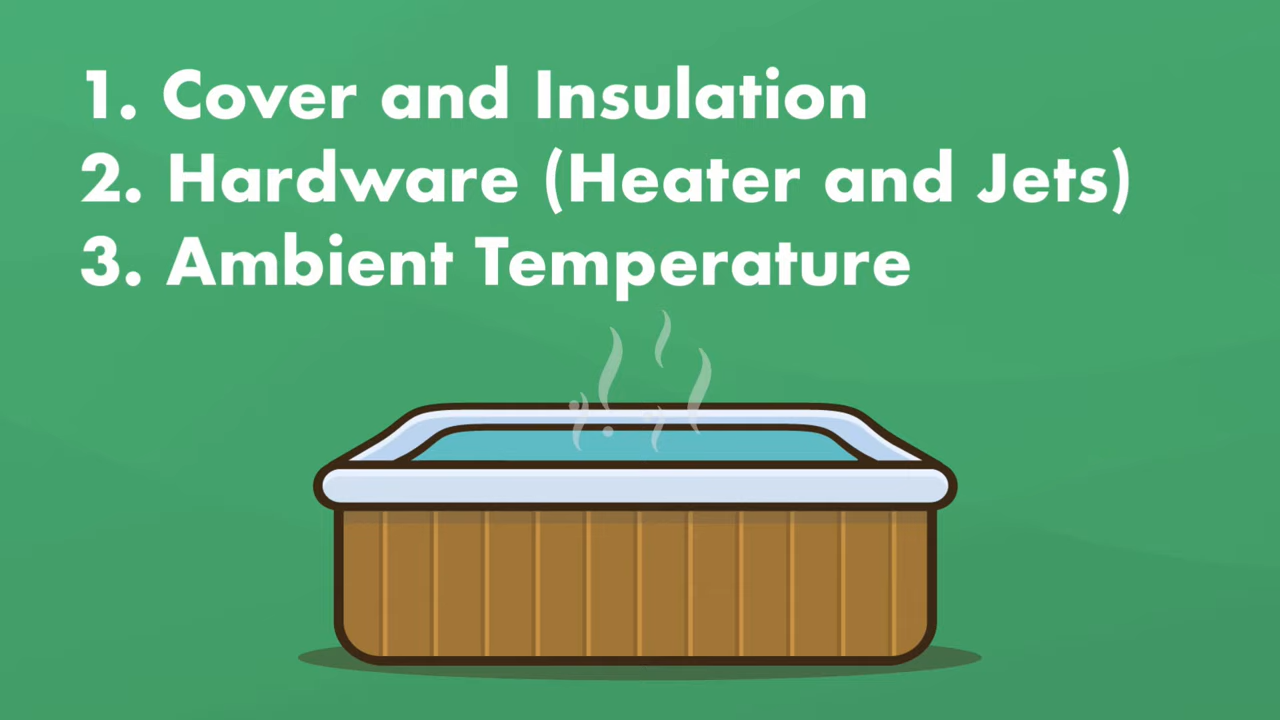 1. Cover and Insulation
2. Hardware (Heater and Jets)
3. Ambient Temperature